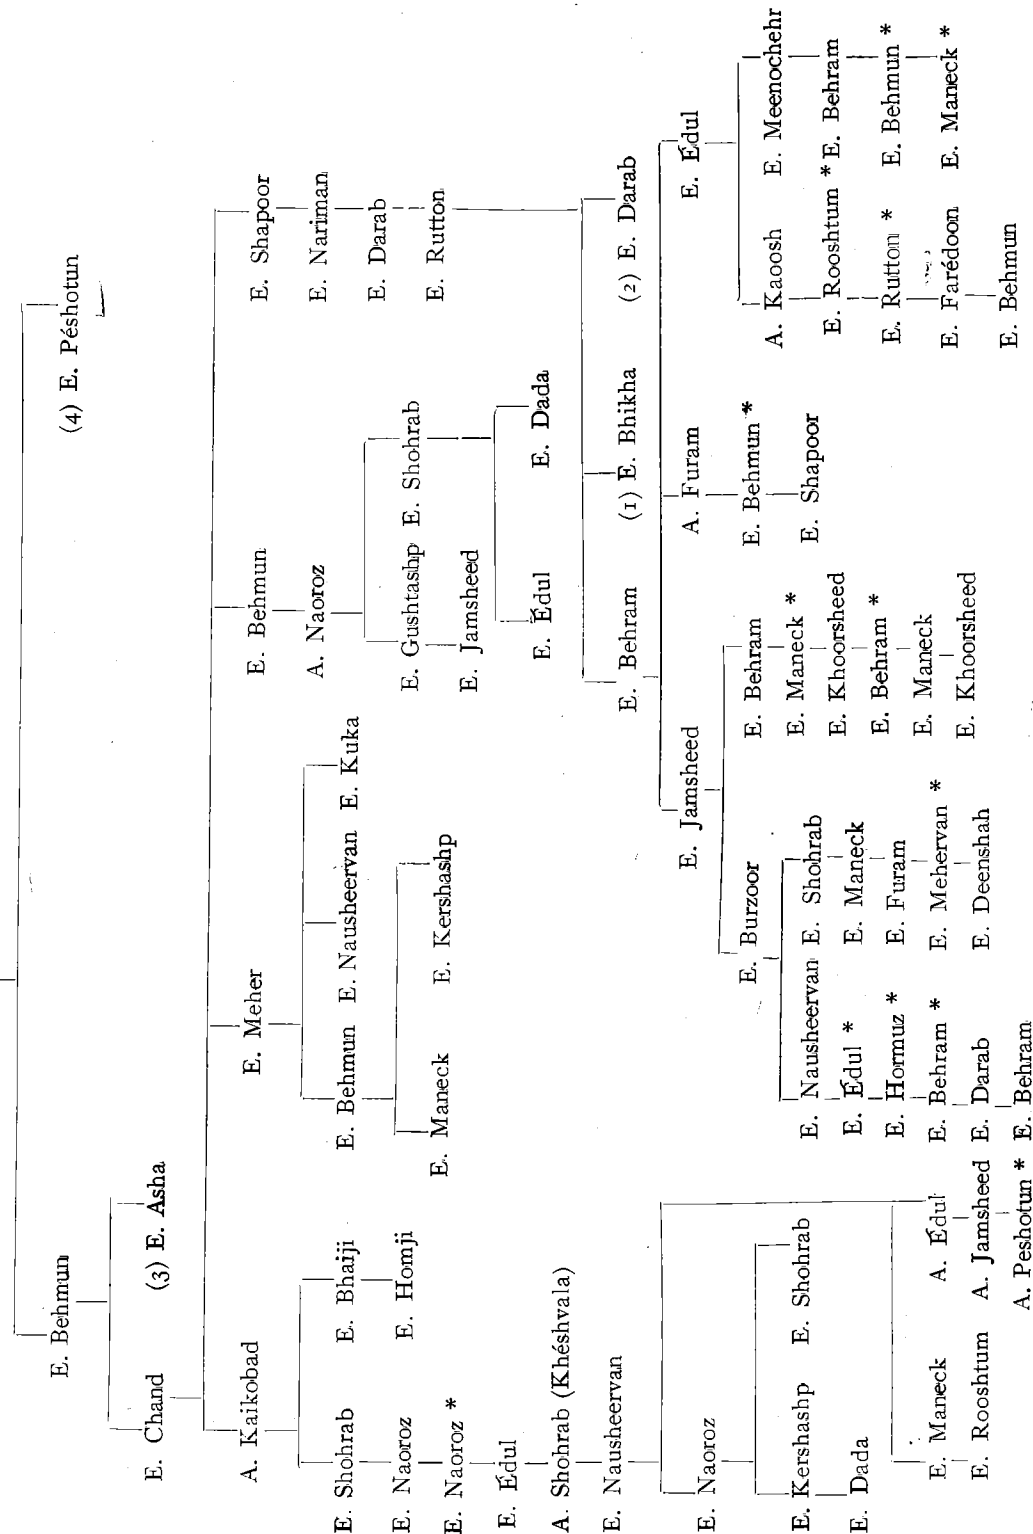 E. Behmun (4) E. Péshotun
E. Chand (3) E. Asha
A. Kaikobad E. Meher E. Behmun E. Shapoor
A. Naoroz E. Nariman
E. Shohrab E. Bhaiji E. Behmun E. Nausheervan E. Kuka E. Darab
E. Naoroz E. Homji E. Gushtashp E. Shohrab
E. Maneck E. Kershashp E. Rutton
E. Naoroz * E. Jamsheed
E. Édul E. Édul E. Dada
A. Shohrab (Khéshvala)
E. Nausheervan E. Behram (1) E. Bhikha (2) E. Darab
E. Jamsheed A. Furam E. Édul
E. Naoroz
E. Burzoor E. Behram E. Behmun * A. Kaoosh E. Meenochehr
E. Kershashp E. Shohrab E. Nausheervan E. Shohrab E. Maneck * E. Shapoor E. Rooshtum * E. Behram
E. Dada E. Édul * E. Maneck E. Khoorsheed
E. Hormuz * E. Furam E. Behram * E. Rutton * E. Behmun *
E. Maneck A. Édul E. Behram * E. Mehervan * E. Maneck E. Farédoon E. Maneck *
E. Rooshtum A. Jamsheed E. Darab E. Deenshah E. Khoorsheed
A. Peshotun * E. Behram E. Behmun